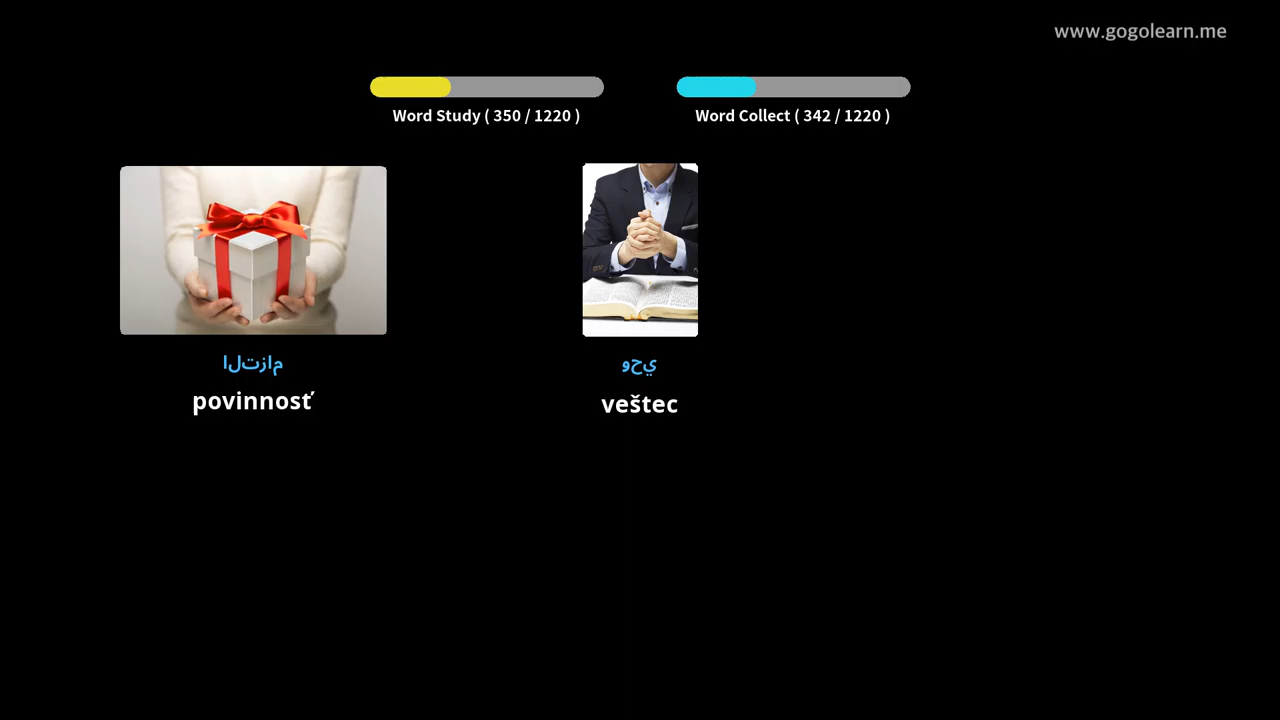 www.gogolearn.me
Word Study ( 350 / 1220 )
Word Collect ( 342 / 1220 )
التزام
povinnosť
وحي
veštec